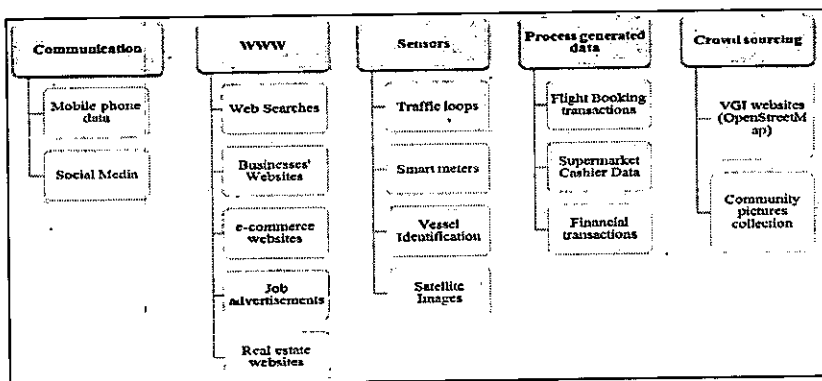 Communication
Mobile phone
data
Social Media
WWW
Web Searches
Businesses'
Websites
e-commerce
websites
Job
advertisements
Real estate
websites
Sensors
Traffic loops
Smart meters
Vessel
Identification
Satellite
Images
Process generated
data
Flight Booking
transactions
Supermarket
Cashier Data
Financial
transactions
Crowd sourcing
VGI websites
(OpenStreetM
ap)
Community
pictures
collection